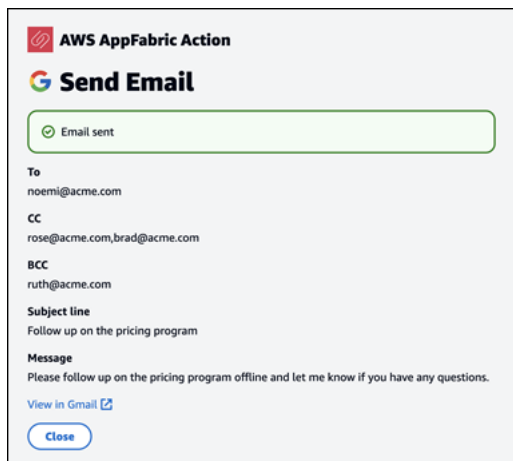 AWS AppFabric Action
Send Email
Email sent
To
noemi@acme.com
CC
rose@acme.com,brad@acme.com
BCC
ruth@acme.com
Subject line
Follow up on the pricing program
Message
Please follow up on the pricing program offline and let me know if you have any questions.
View in Gmail
Close